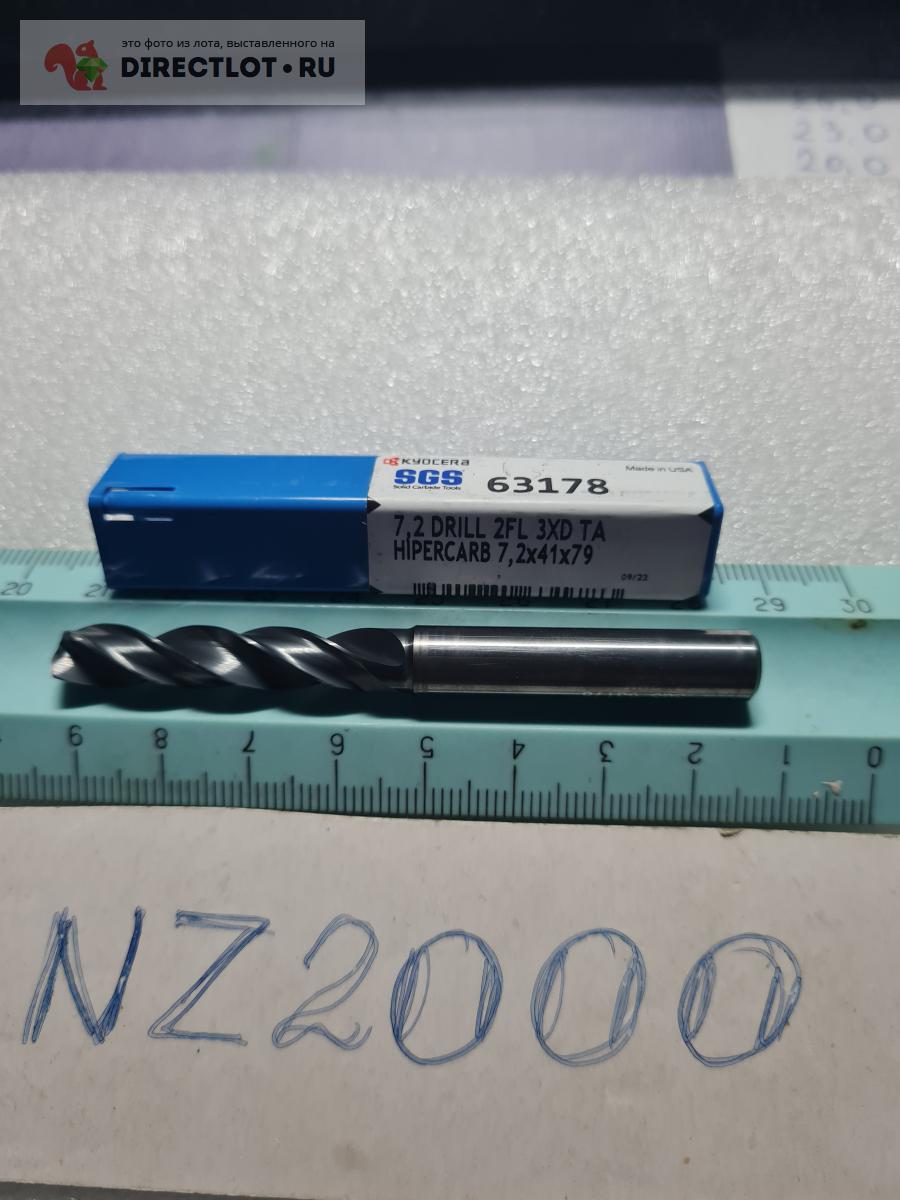 это фото из лота, выставленного на
DIRECTLOT•RU
23.0
20,0
KYOCERA
SGS
Solid Carbide Tools
63178
Made in USA
7,2 DRILL 2FL 3XD TA
HIPERCARB 7,2x41x79
09/22
20
29
30
9 8 7 6 5 4 3 2 1 0
NZ2000